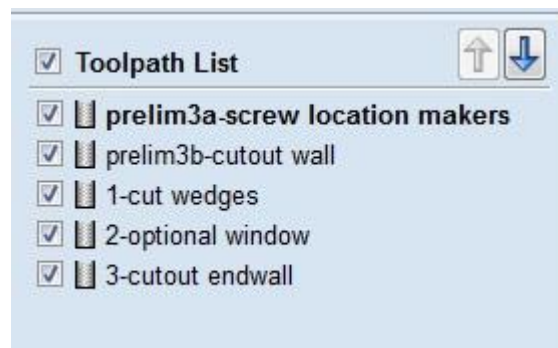 Toolpath List
prelim3a-screw location makers
prelim3b-cutout wall
1-cut wedges
2-optional window
3-cutout endwall